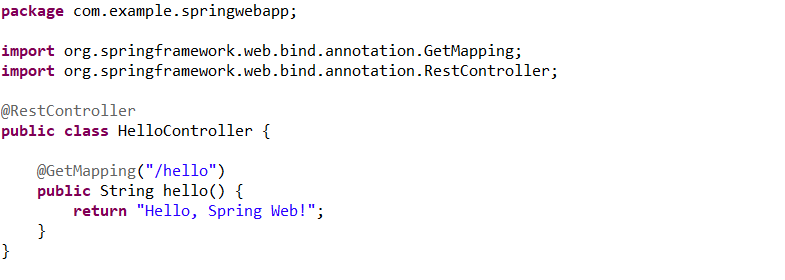 package com.example.springwebapp;

import org.springframework.web.bind.annotation.GetMapping;
import org.springframework.web.bind.annotation.RestController;

@RestController
public class HelloController {

    @GetMapping("/hello")
    public String hello() {
        return "Hello, Spring Web!";
    }
}